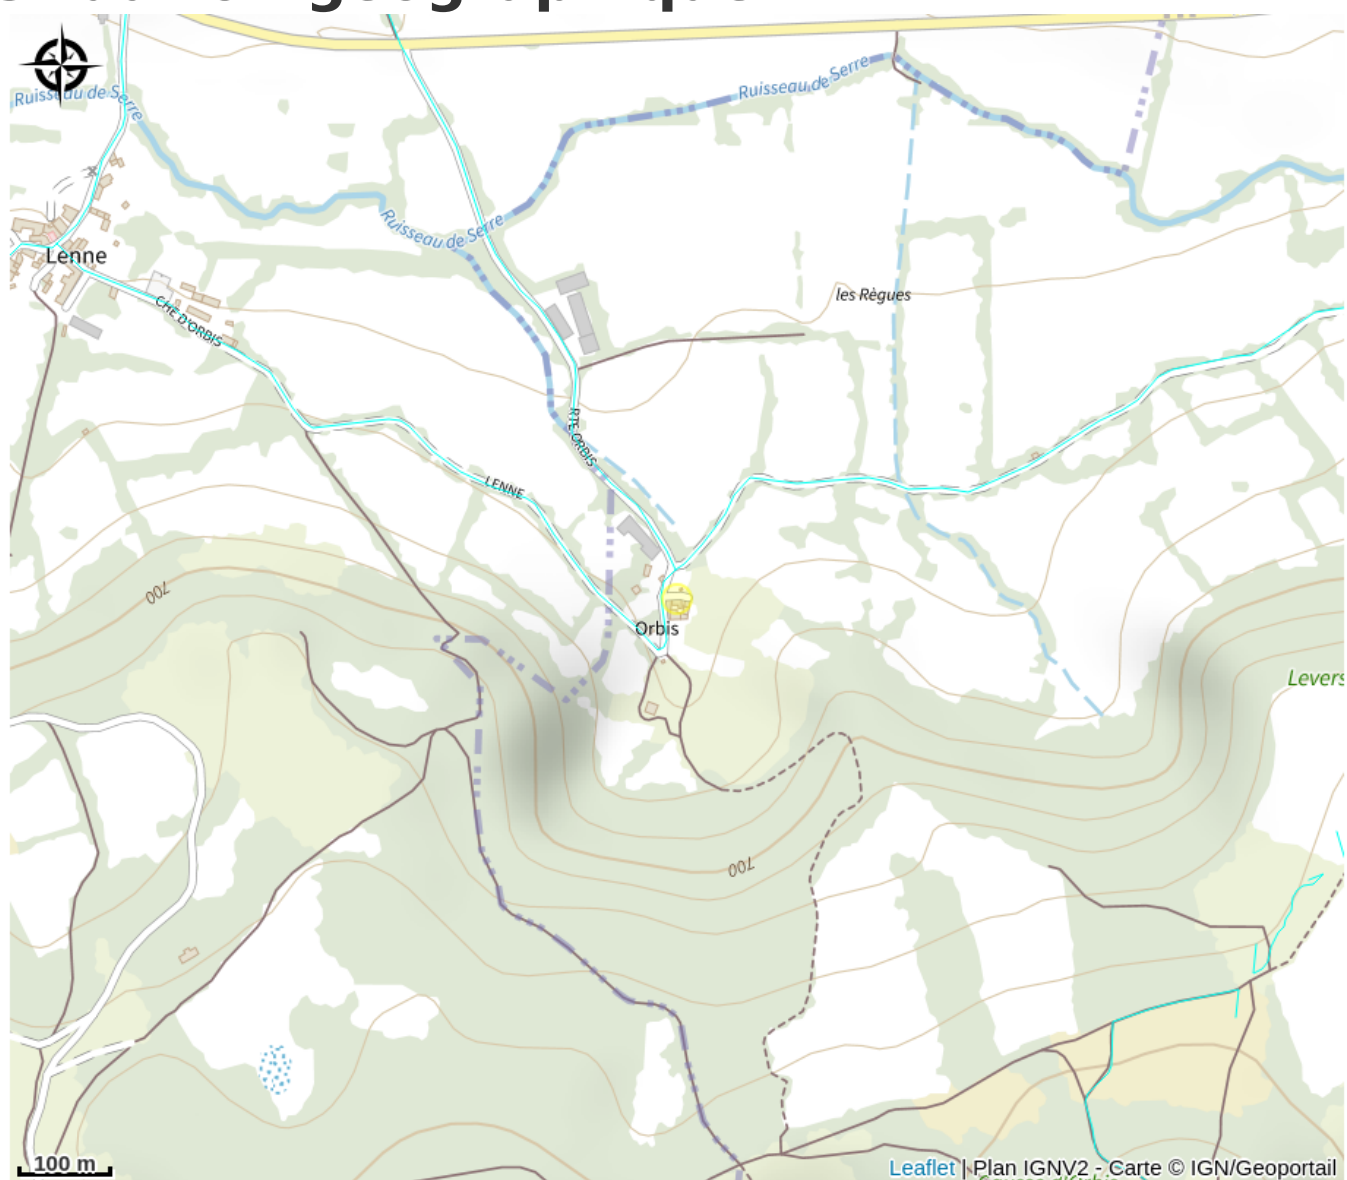 Ruisseau de Serre
Ruisseau de Serre
Ruisseau de Serre
Lenne
les Règues
CHE D'ORBIS
RTE ORBIS
LENNE
700
Orbis
Levers
700
100 m
Leaflet | Plan IGNV2 - Carte © IGN/Geoportail